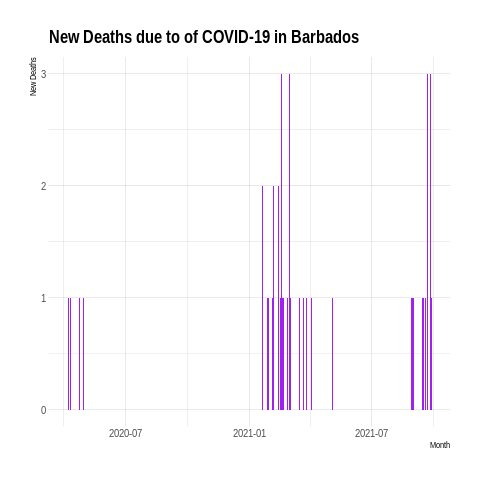 New Deaths due to of COVID-19 in Barbados
New Deaths
3
2
1
0
2020-07 2021-01 2021-07
Month